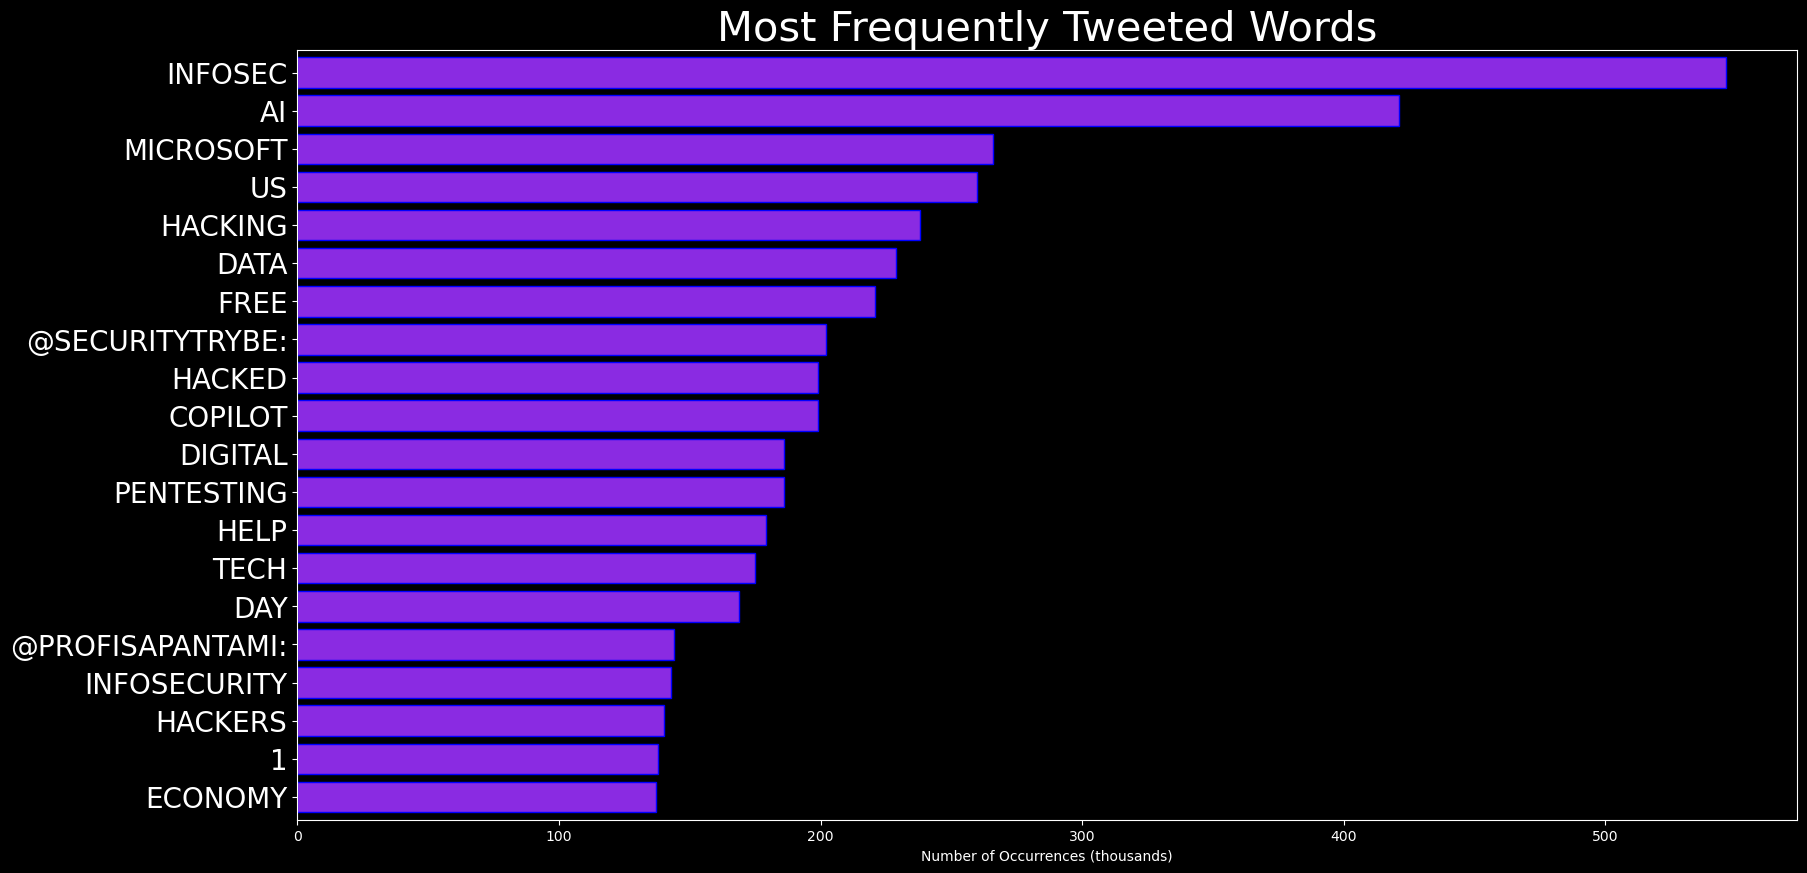 Most Frequently Tweeted Words
INFOSEC
AI
MICROSOFT
US
HACKING
DATA
FREE
@SECURITYTRYBE:
HACKED
COPILOT
DIGITAL
PENTESTING
HELP
TECH
DAY
@PROFISAPANTAMI:
INFOSECURITY
HACKERS
1
ECONOMY
0 100 200 300 400 500
Number of Occurrences (thousands)